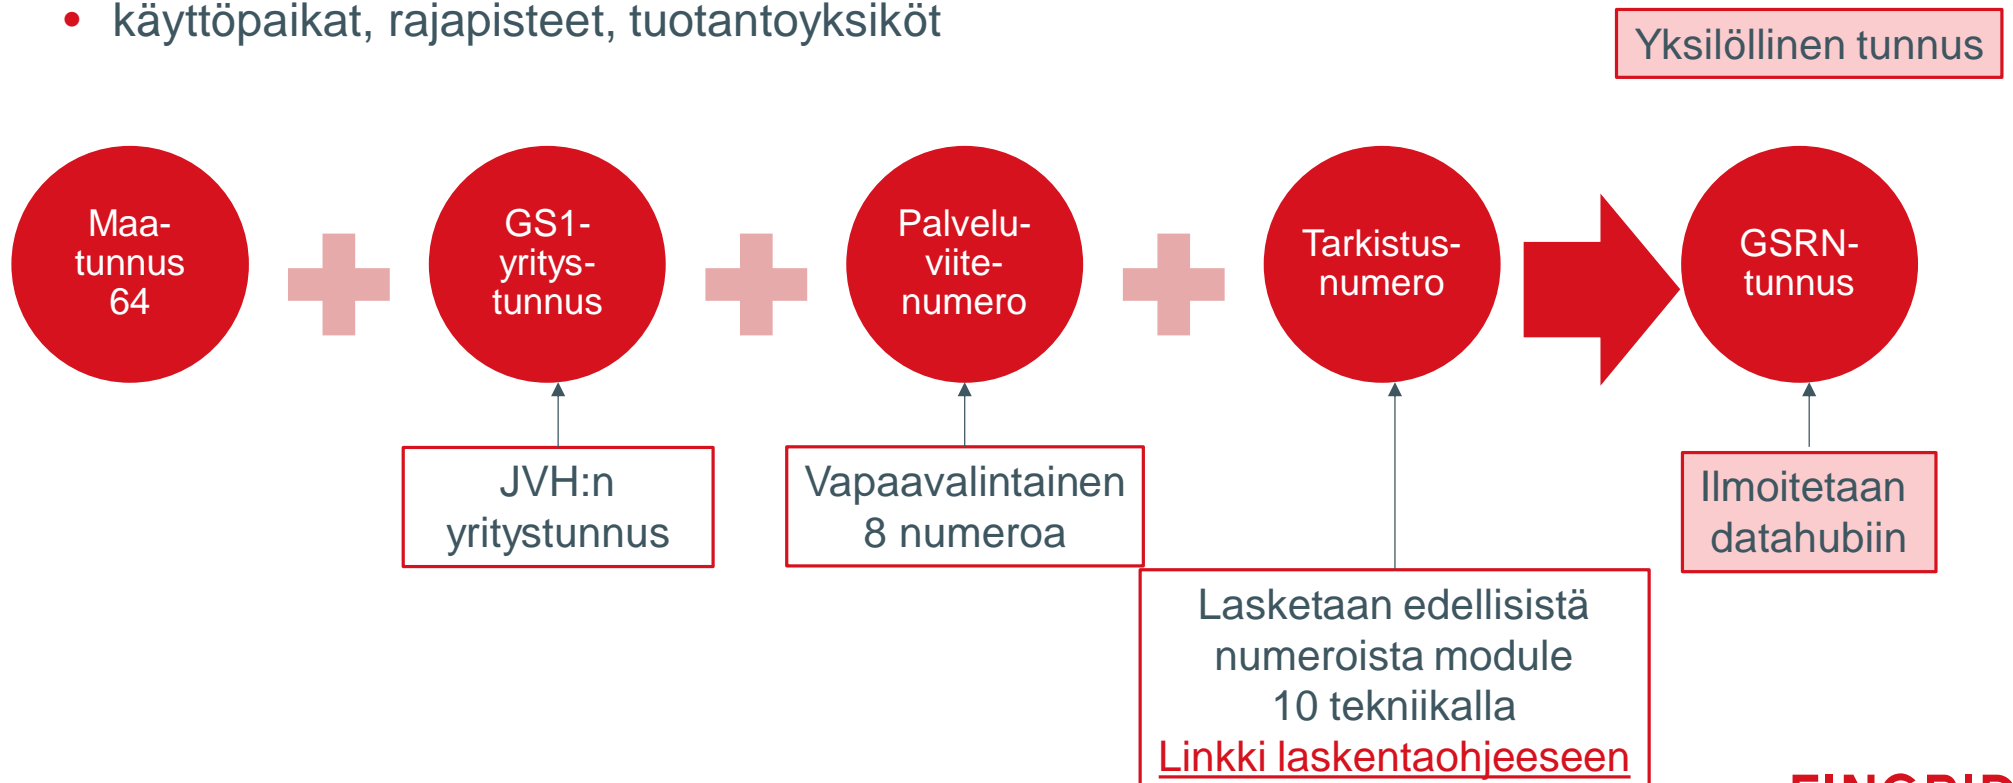 • käyttöpaikat, rajapisteet, tuotantoyksiköt
Yksilöllinen tunnus
Maa-
tunnus
64
GS1-
yritys-
tunnus
Palvelu-
viite-
numero
Tarkistus-
numero
GSRN-
tunnus
JVH:n
yritystunnus
Vapaavalintainen
8 numeroa
Lasketaan edellisistä
numeroista module
10 tekniikalla
Linkki laskentaohjeeseen
Ilmoitetaan
datahubiin
FINGRID